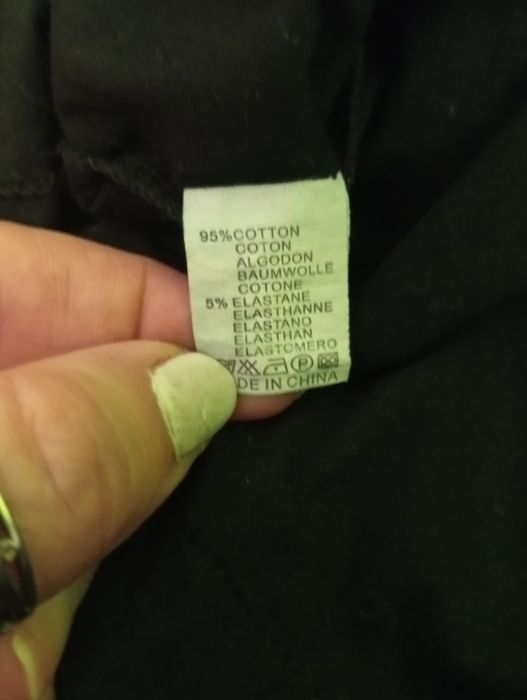 95% COTTON
COTON
ALGODON
BAUMWOLLE
COTONE
5% ELASTANE
ELASTHANNE
ELASTANO
ELASTHAN
ELASTOMERO
P
DE IN CHINA